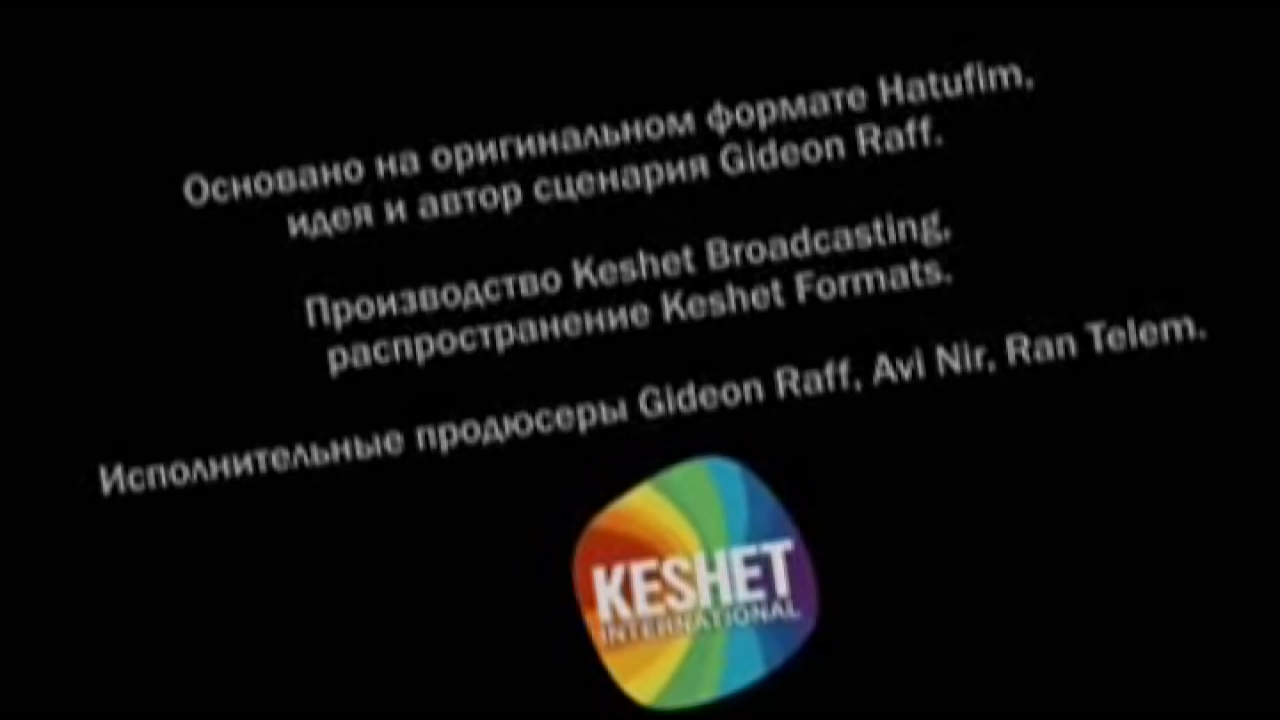 Основано на оригинальном формате Hatufim,
идея и автор сценария Gideon Raff.
Производство Keshet Broadcasting,
распространение Keshet Formats.
Исполнительные продюсеры Gideon Raff, Avi Nir, Ran Telem.
KESHET
INTERNATIONAL